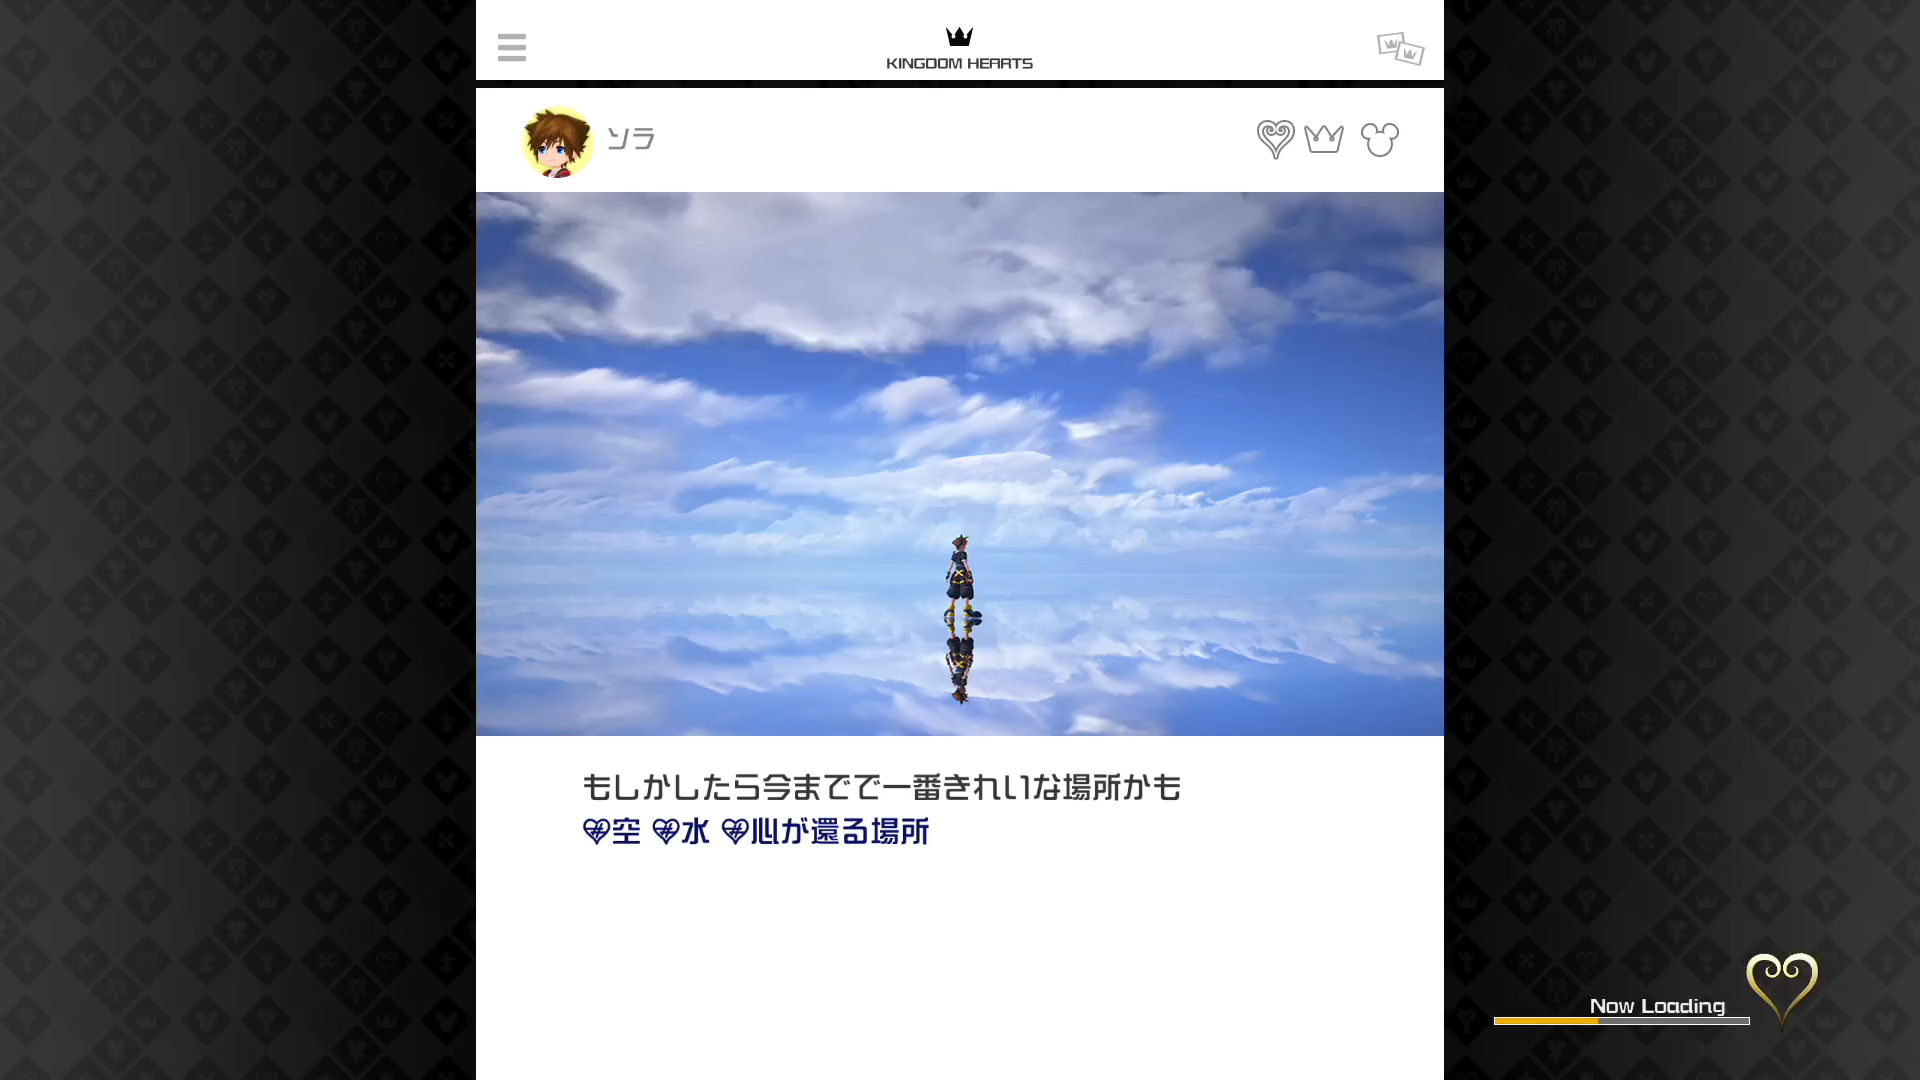 KINGDOM HEARTS
ソラ
もしかしたら今までで一番きれいな場所かも
空 水 心が還る場所
Now Loading